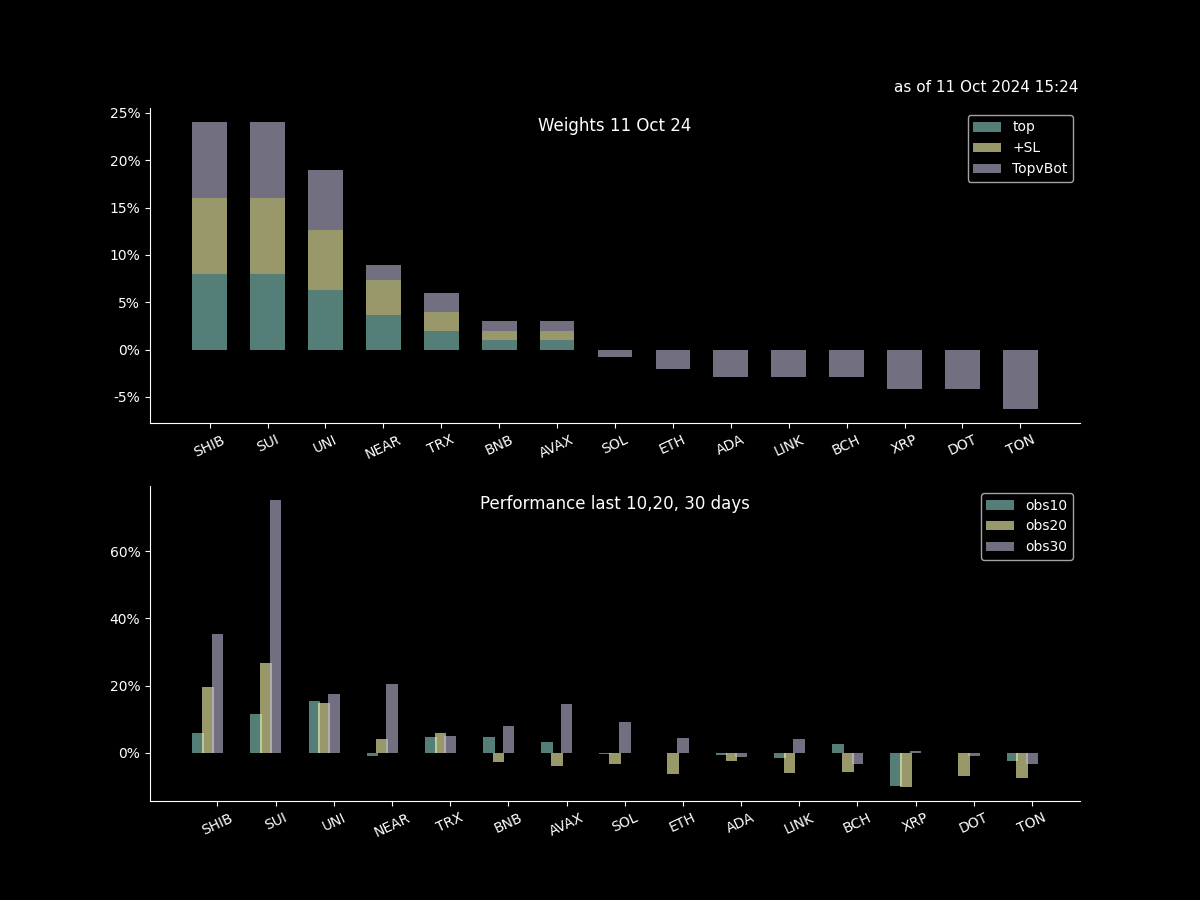 as of 11 Oct 2024 15:24
Weights 11 Oct 24
top
+SL
TopvBot
25%
20%
15%
10%
5%
0%
-5%
SHIB SUI UNI NEAR TRX BNB AVAX SOL ETH ADA LINK BCH XRP DOT TON
Performance last 10,20, 30 days
obs10
obs20
obs30
60%
40%
20%
0%
SHIB SUI UNI NEAR TRX BNB AVAX SOL ETH ADA LINK BCH XRP DOT TON